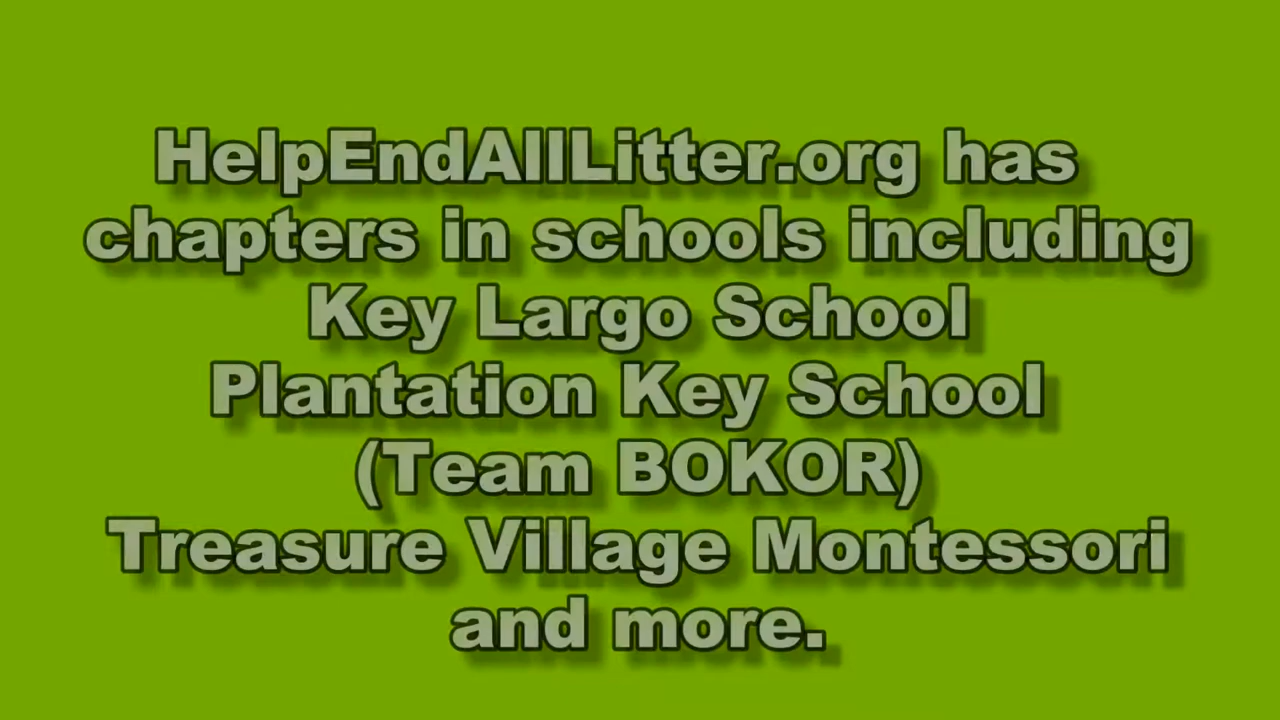 HelpEndAllLitter.org has
chapters in schools including
Key Largo School
Plantation Key School
(Team BOKOR)
Treasure Village Montessori
and more.